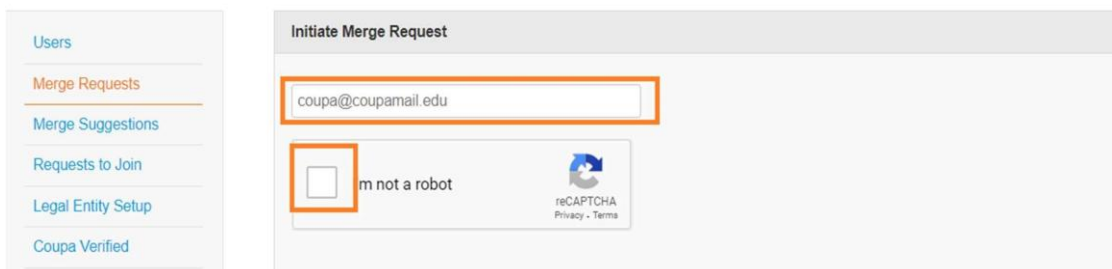 Users
Merge Requests
Merge Suggestions
Requests to Join
Legal Entity Setup
Coupa Verified
Initiate Merge Request
coupa@coupamail.edu
m not a robot
reCAPTCHA
Privacy - Terms